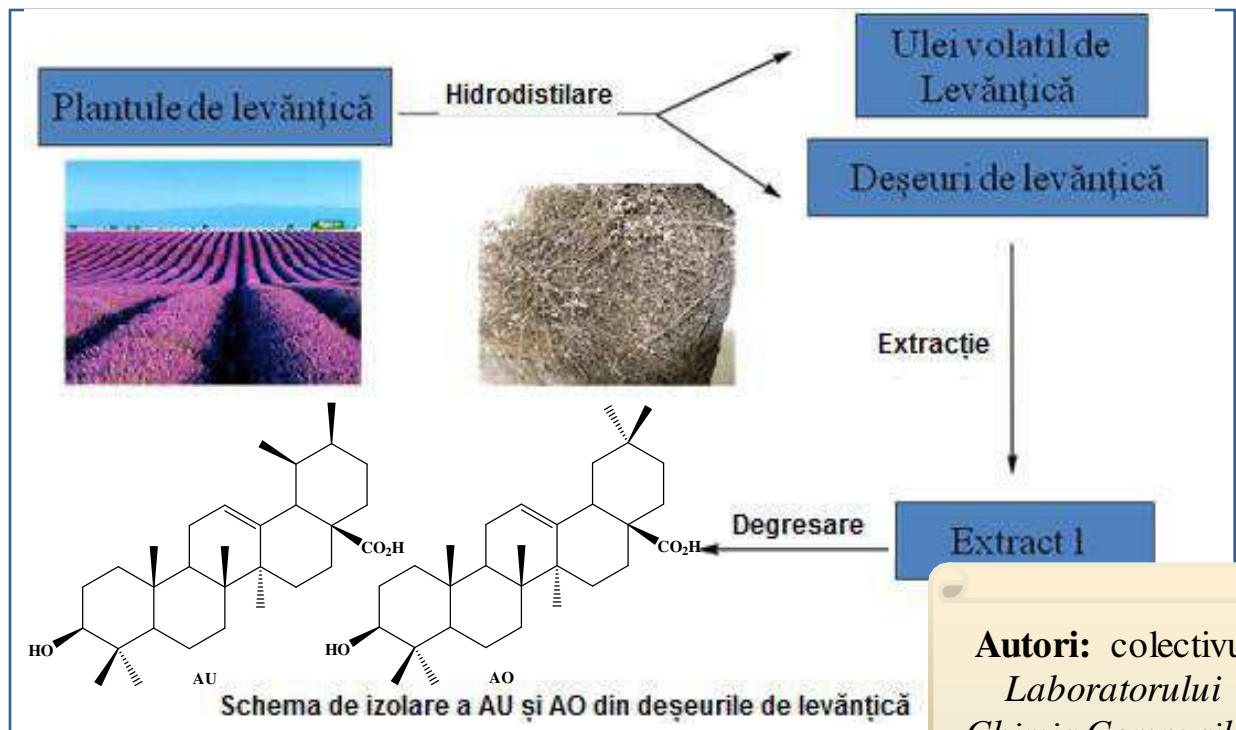 Plantule de levănțică
Hidrodistilare
Ulei volatil de
Levănțică
Deșeuri de levănțică
Extracție
Extract 1
Degresare
CO₂H
HO
AU
CO₂H
HO
AO
Schema de izolare a AU și AO din deșeurile de levănțică
Autori: colectivu
Laboratorului